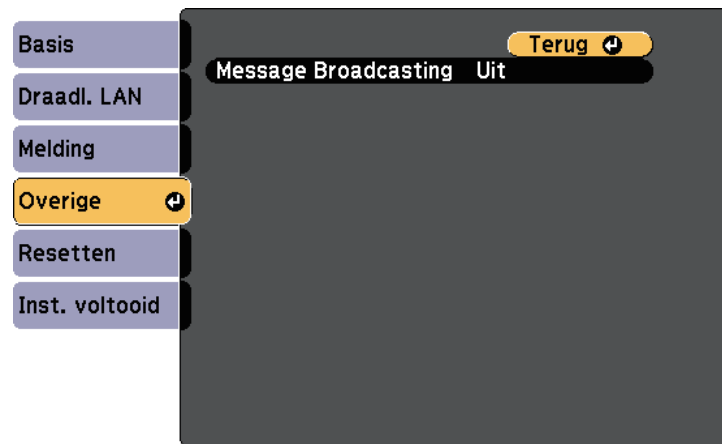 Basis
Draadl. LAN
Melding
Overige
Resetten
Inst. voltooid
Terug
Message Broadcasting Uit